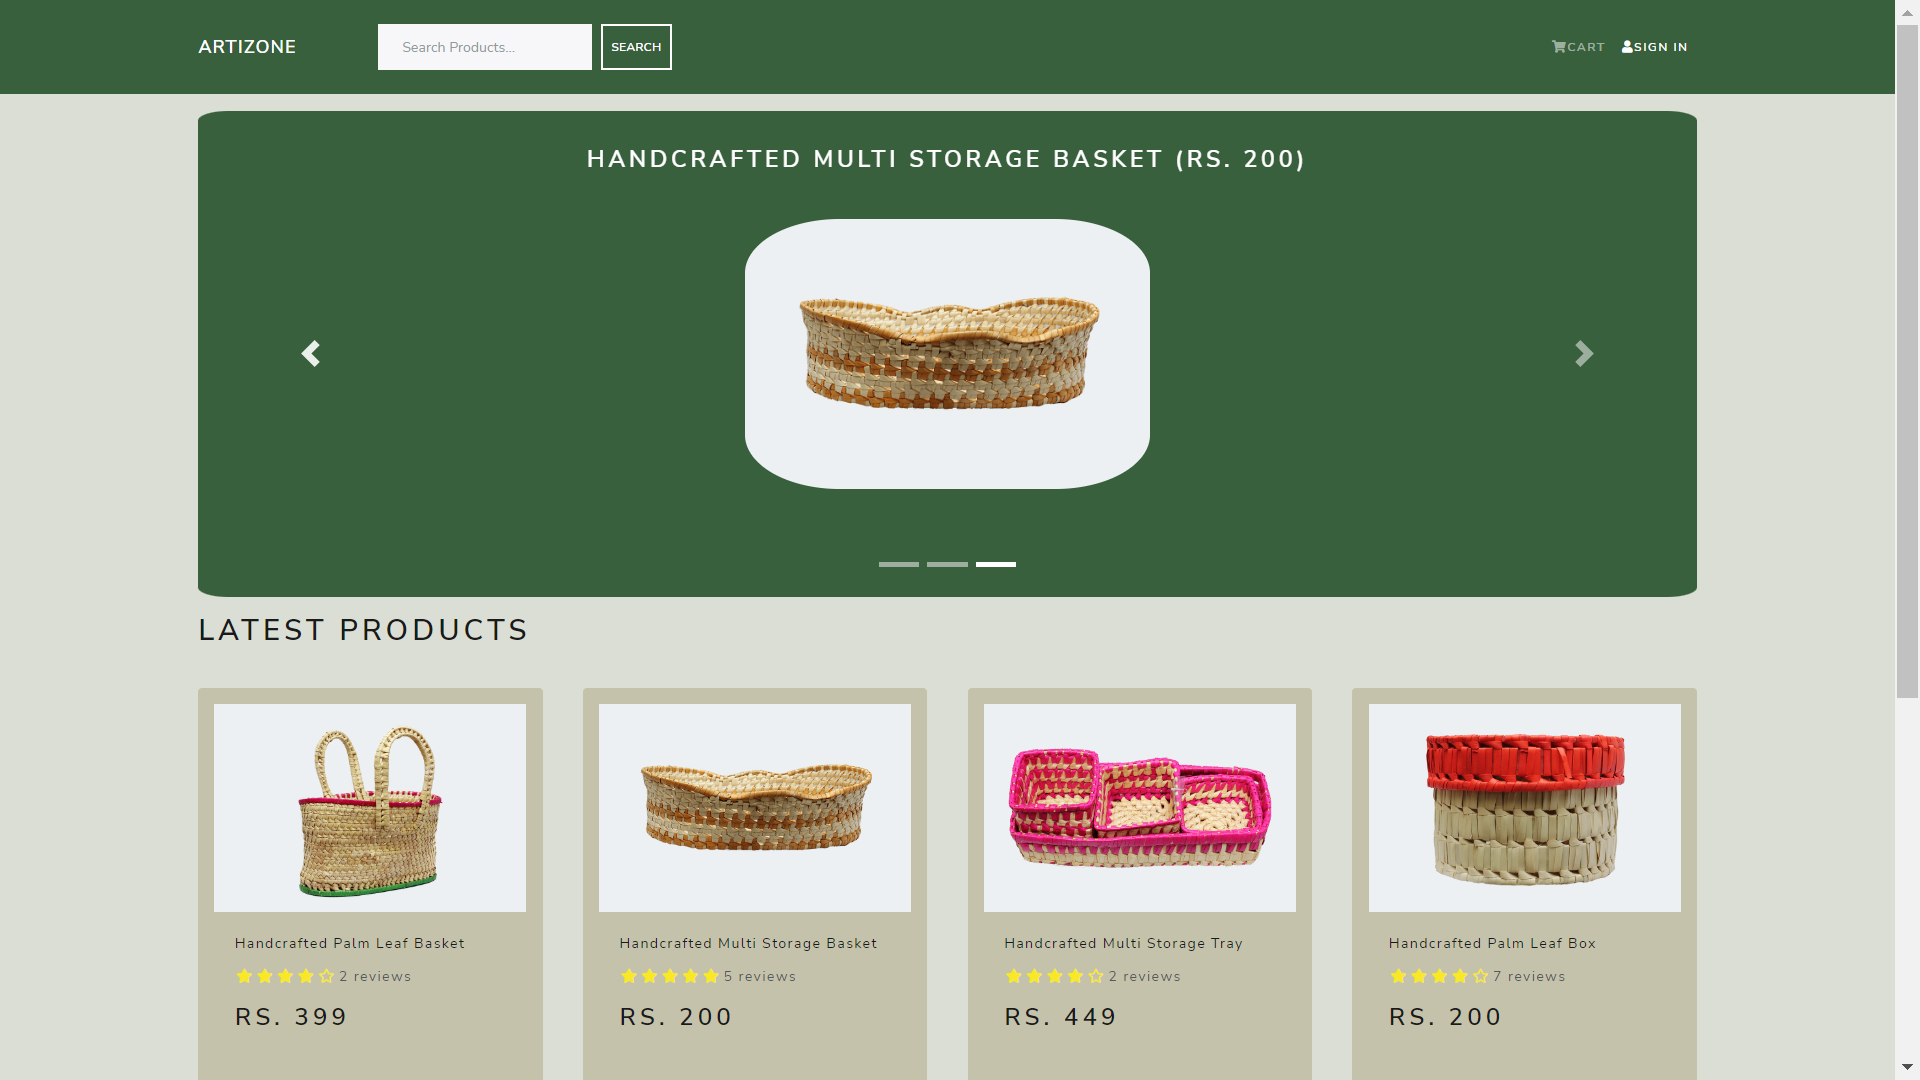 ARTIZONE
Search Products...
SEARCH
CART
SIGN IN
HANDCRAFTED MULTI STORAGE BASKET (RS. 200)
LATEST PRODUCTS
Handcrafted Palm Leaf Basket
2 reviews
RS. 399
Handcrafted Multi Storage Basket
5 reviews
RS. 200
Handcrafted Multi Storage Tray
2 reviews
RS. 449
Handcrafted Palm Leaf Box
7 reviews
RS. 200